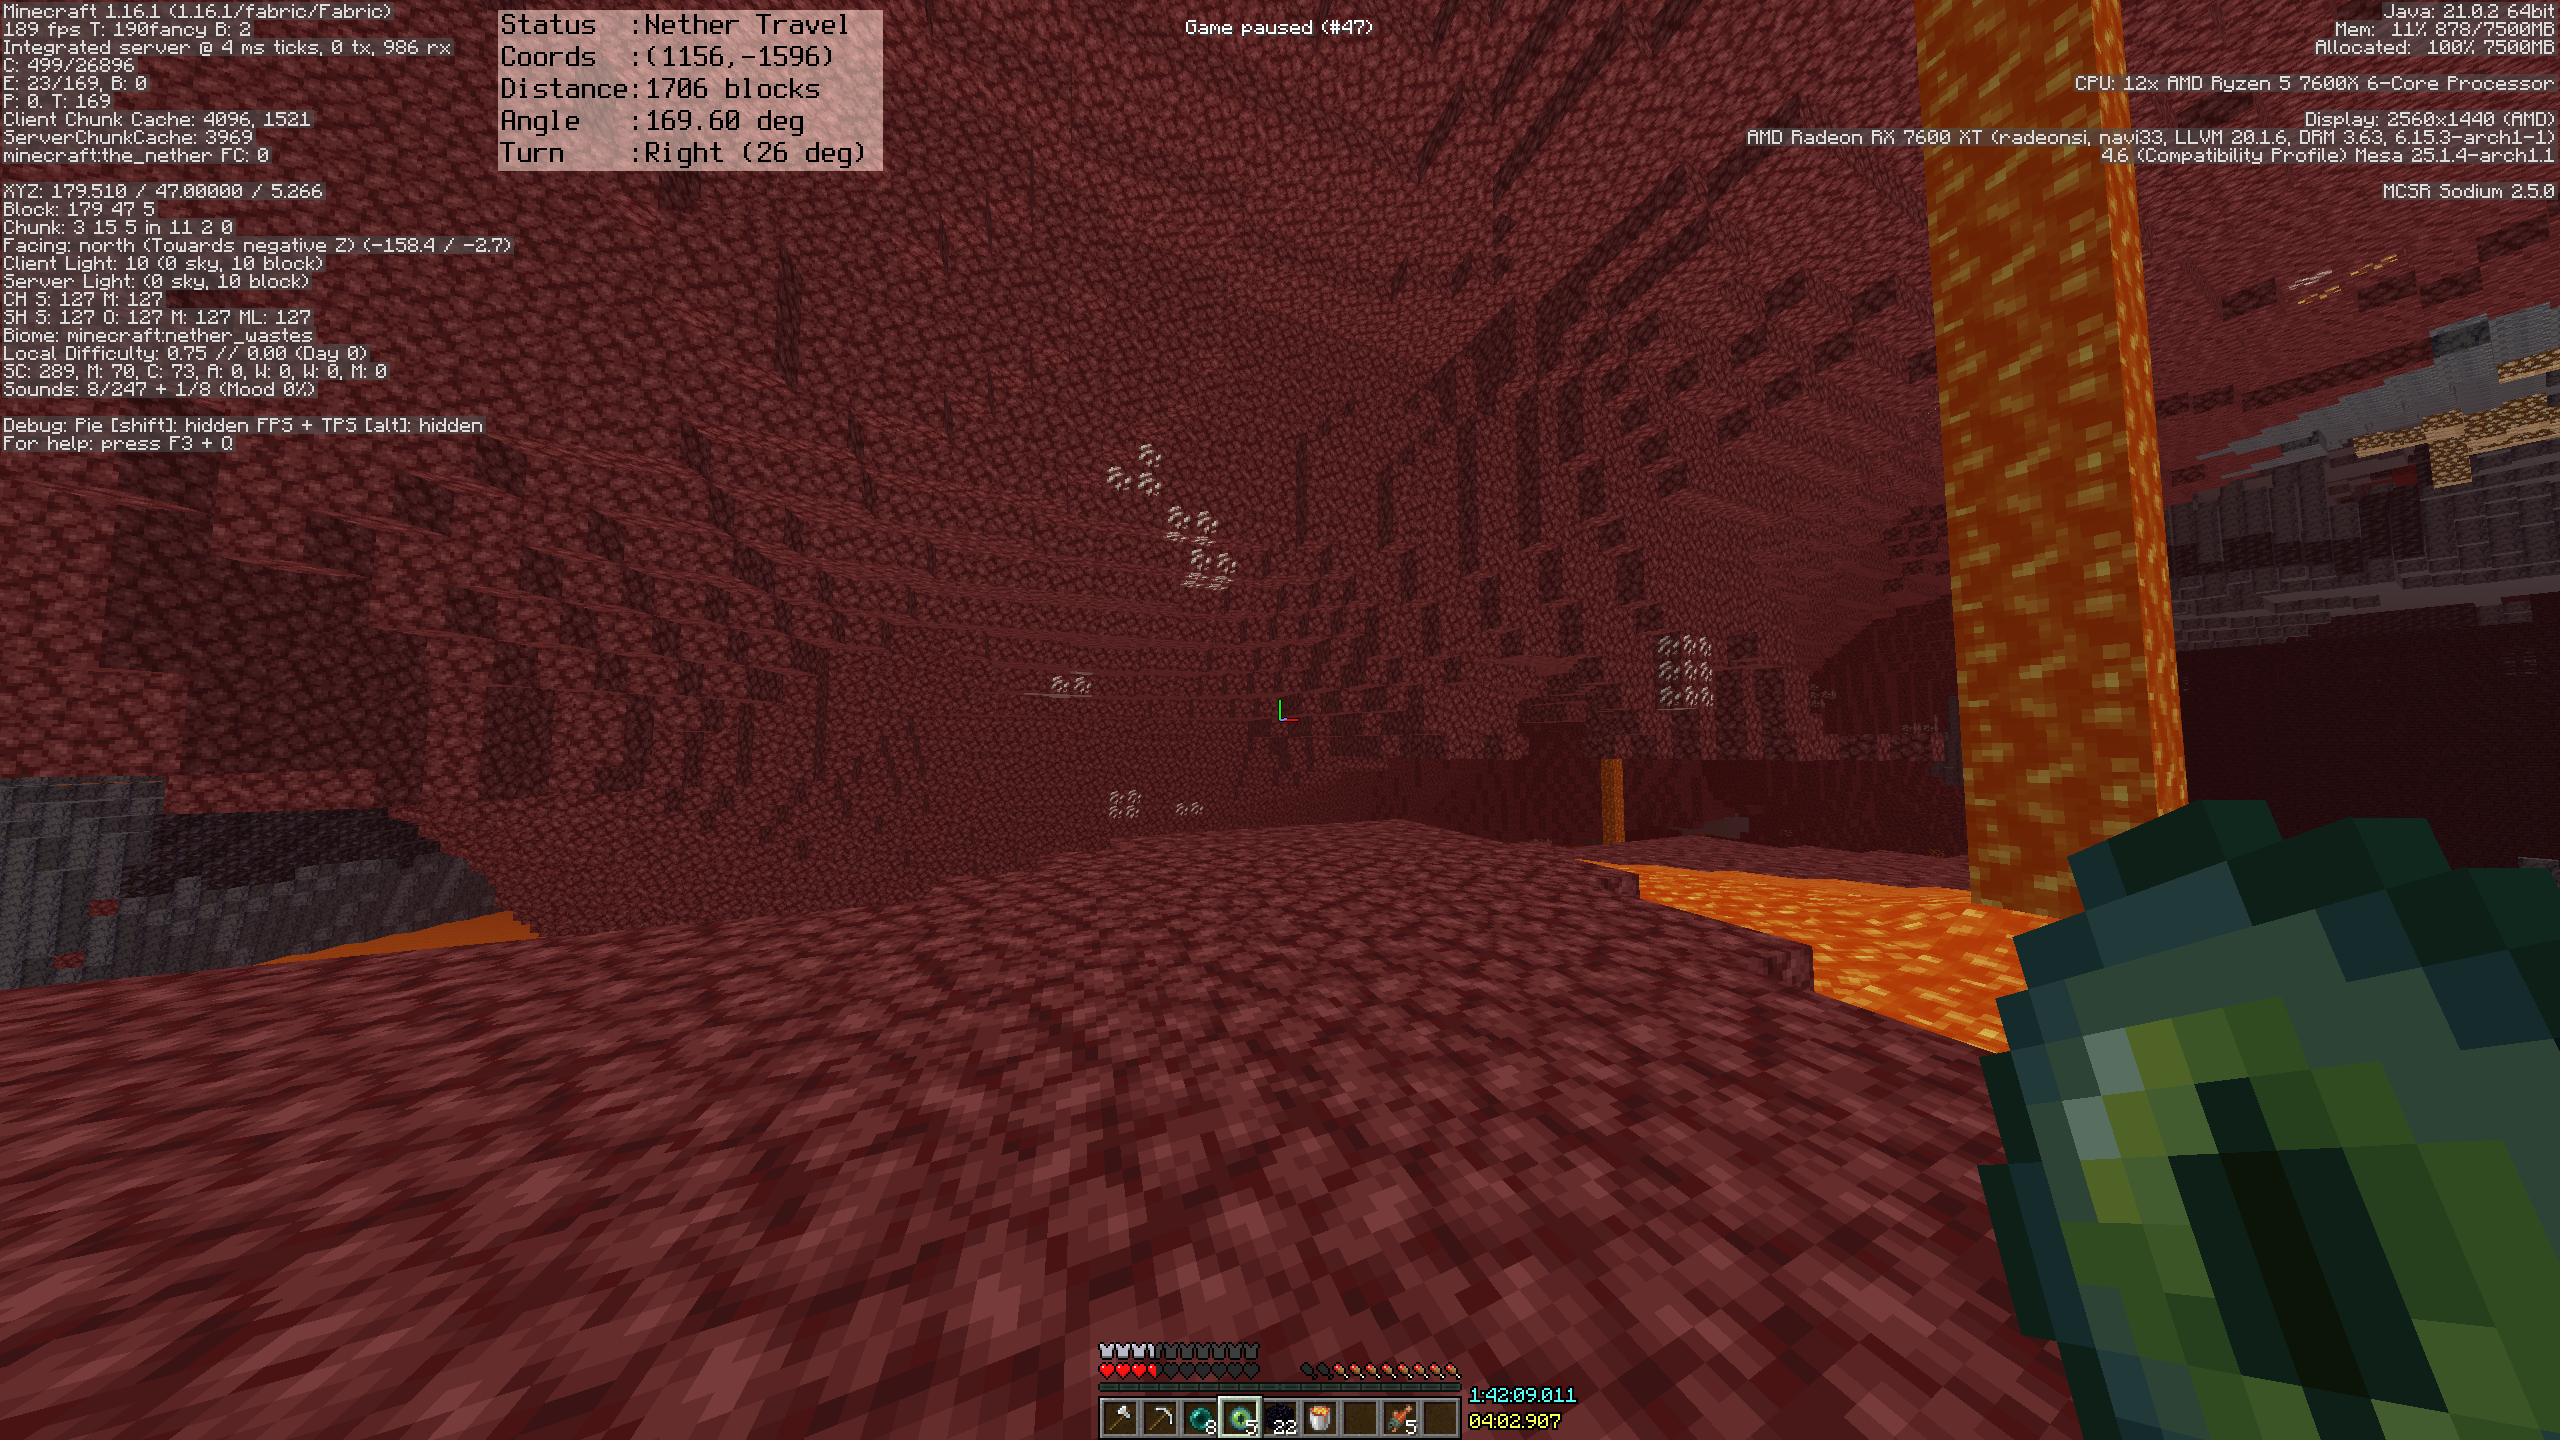 Minecraft 1.16.1 (1.16.1/fabric/Fabric)
189 fps T: 190fancy B: 2
Integrated server @ 4 ms ticks, 0 tx, 986 rx
C: 499/26896
E: 23/169, B: 0
P: 0. T: 169
Client Chunk Cache: 4096, 1521
ServerChunkCache: 3969
minecraft:the_nether FC: 0
XYZ: 179.510 / 47.00000 / 5.266
Block: 179 47 5
Chunk: 3 15 5 in 11 2 0
Facing: north (Towards negative Z) (-158.4 / -2.7)
Client Light: 10 (0 sky, 10 block)
Server Light: (0 sky, 10 block)
CH S: 127 M: 127
SH S: 127 O: 127 M: 127 ML: 127
Biome: minecraft:nether_wastes
Local Difficulty: 0.75 // 0.00 (Day 0)
SC: 289, M: 70, C: 73, A: 0, W: 0, W: 0, M: 0
Sounds: 8/247 + 1/8 (Mood 0%)
Debug: Pie [shift]: hidden FPS + TPS [alt]: hidden
For help: press F3 + Q
Status :Nether Travel
Coords :(1156,-1596)
Distance:1706 blocks
Angle :169.60 deg
Turn :Right (26 deg)
Game paused (#47)
Java: 21.0.2 64bit
Mem: 11% 878/7500MB
Allocated: 100% 7500MB
CPU: 12x AMD Ryzen 5 7600X 6-Core Processor
Display: 2560x1440 (AMD)
AMD Radeon RX 7600 XT (radeonsi, navi33, LLVM 20.1.6, DRM 3.63, 6.15.3-arch1-1)
4.6 (Compatibility Profile) Mesa 25.1.4-arch1.1
MCSR Sodium 2.5.0
1:42:09.011
04:02.907
8 5 22 5